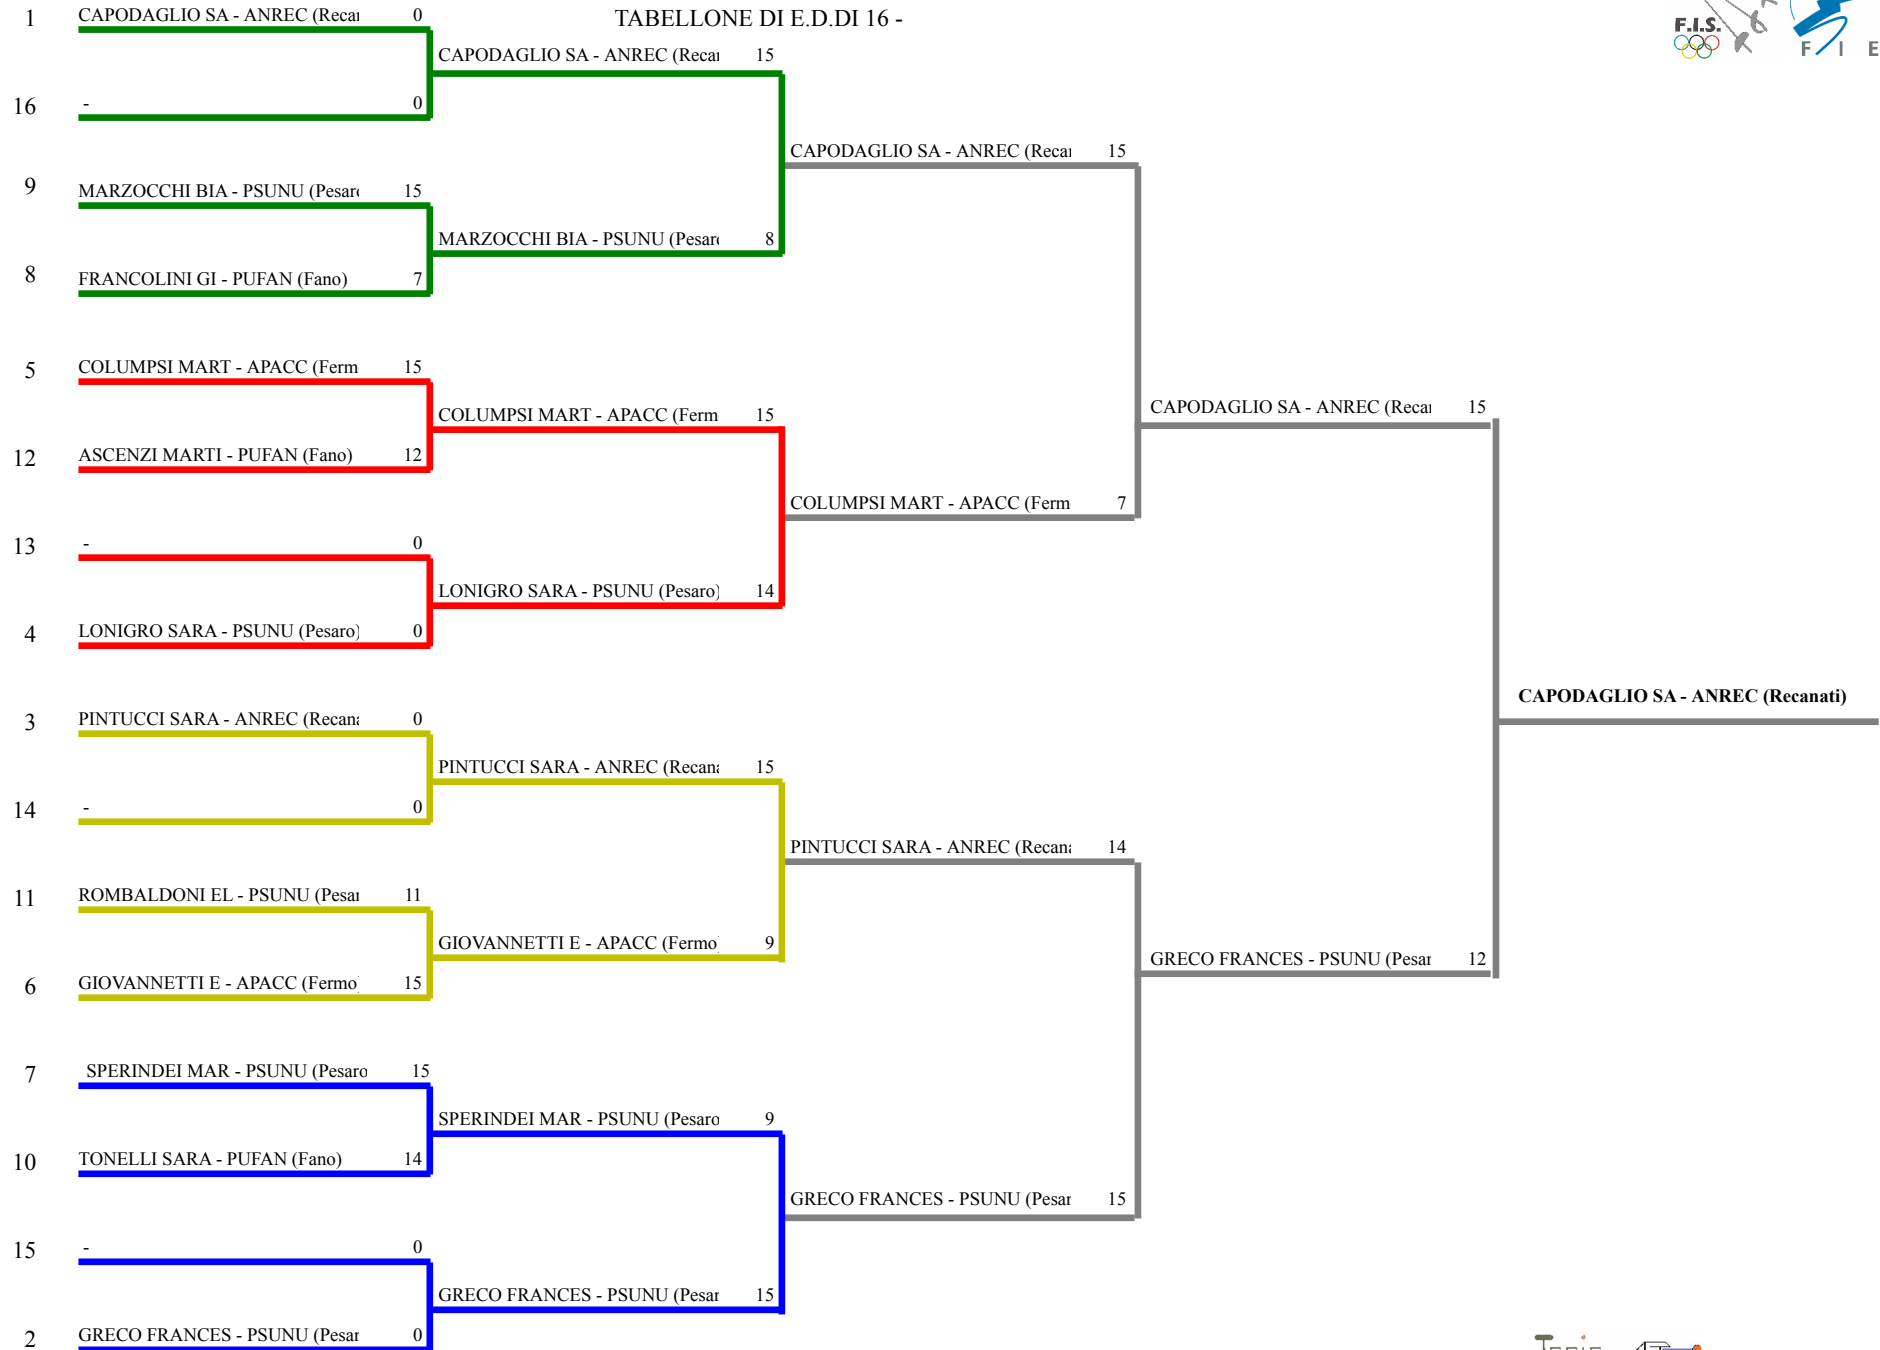 TABELLONE DI E.D.DI 16 -
F.I.S.
F I E
1 CAPODAGLIO SA - ANREC (Recar 0
CAPODAGLIO SA - ANREC (Recar 15
16 - 0
CAPODAGLIO SA - ANREC (Recar 15
9 MARZOCCHI BIA - PSUNU (Pesaro 15
MARZOCCHI BIA - PSUNU (Pesaro 8
8 FRANCOLINI GI - PUFAN (Fano) 7
5 COLUMPSI MART - APACC (Ferm 15
CAPODAGLIO SA - ANREC (Recar 15
COLUMPSI MART - APACC (Ferm 15
12 ASCENZI MARTI - PUFAN (Fano) 12
COLUMPSI MART - APACC (Ferm 7
13 - 0
LONIGRO SARA - PSUNU (Pesaro) 14
4 LONIGRO SARA - PSUNU (Pesaro) 0
CAPODAGLIO SA - ANREC (Recanati)
3 PINTUCCI SARA - ANREC (Recana 0
PINTUCCI SARA - ANREC (Recana 15
14 - 0
PINTUCCI SARA - ANREC (Recana 14
11 ROMBALDONI EL - PSUNU (Pesar 11
GIOVANNETTI E - APACC (Fermo) 9
GRECO FRANCES - PSUNU (Pesar 12
6 GIOVANNETTI E - APACC (Fermo) 15
7 SPERINDEI MAR - PSUNU (Pesaro 15
SPERINDEI MAR - PSUNU (Pesaro 9
10 TONELLI SARA - PUFAN (Fano) 14
GRECO FRANCES - PSUNU (Pesar 15
15 - 0
GRECO FRANCES - PSUNU (Pesar 15
2 GRECO FRANCES - PSUNU (Pesar 0